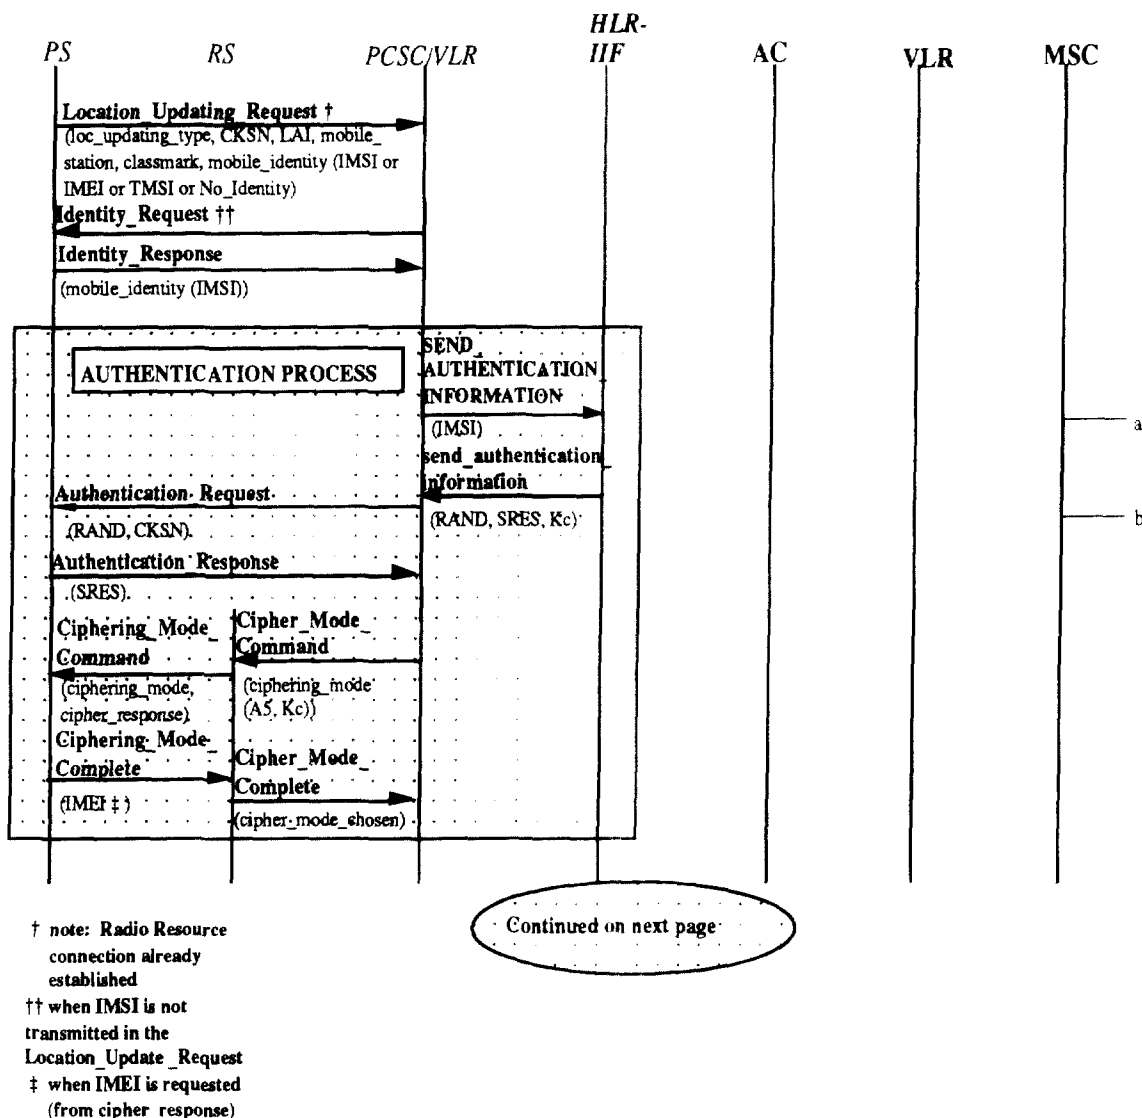 HLR-
PS RS PCSC/VLR IIF AC VLR MSC
Location_Updating_Request †
(loc_updating_type, CKSN, LAI, mobile_
station, classmark, mobile_identity (IMSI or
IMEI or TMSI or No_Identity)
Identity_Request ††
Identity_Response
(mobile_identity (IMSI))
AUTHENTICATION PROCESS
SEND_
AUTHENTICATION_
INFORMATION
(IMSI)
a
send_authentication_
information
(RAND, SRES, Kc)
b
Authentication Request
(RAND, CKSN)
Authentication Response
(SRES)
Cipher_Mode_
Command
(ciphering_mode
(A5, Kc))
Ciphering_Mode_
Command
(ciphering_mode,
cipher_response)
Ciphering_Mode_
Complete
(IMEI ‡ )
Cipher_Mode_
Complete
(cipher_mode_chosen)
Continued on next page
† note: Radio Resource
connection already
established
†† when IMSI is not
transmitted in the
Location_Update _Request
‡ when IMEI is requested
(from cipher_response)